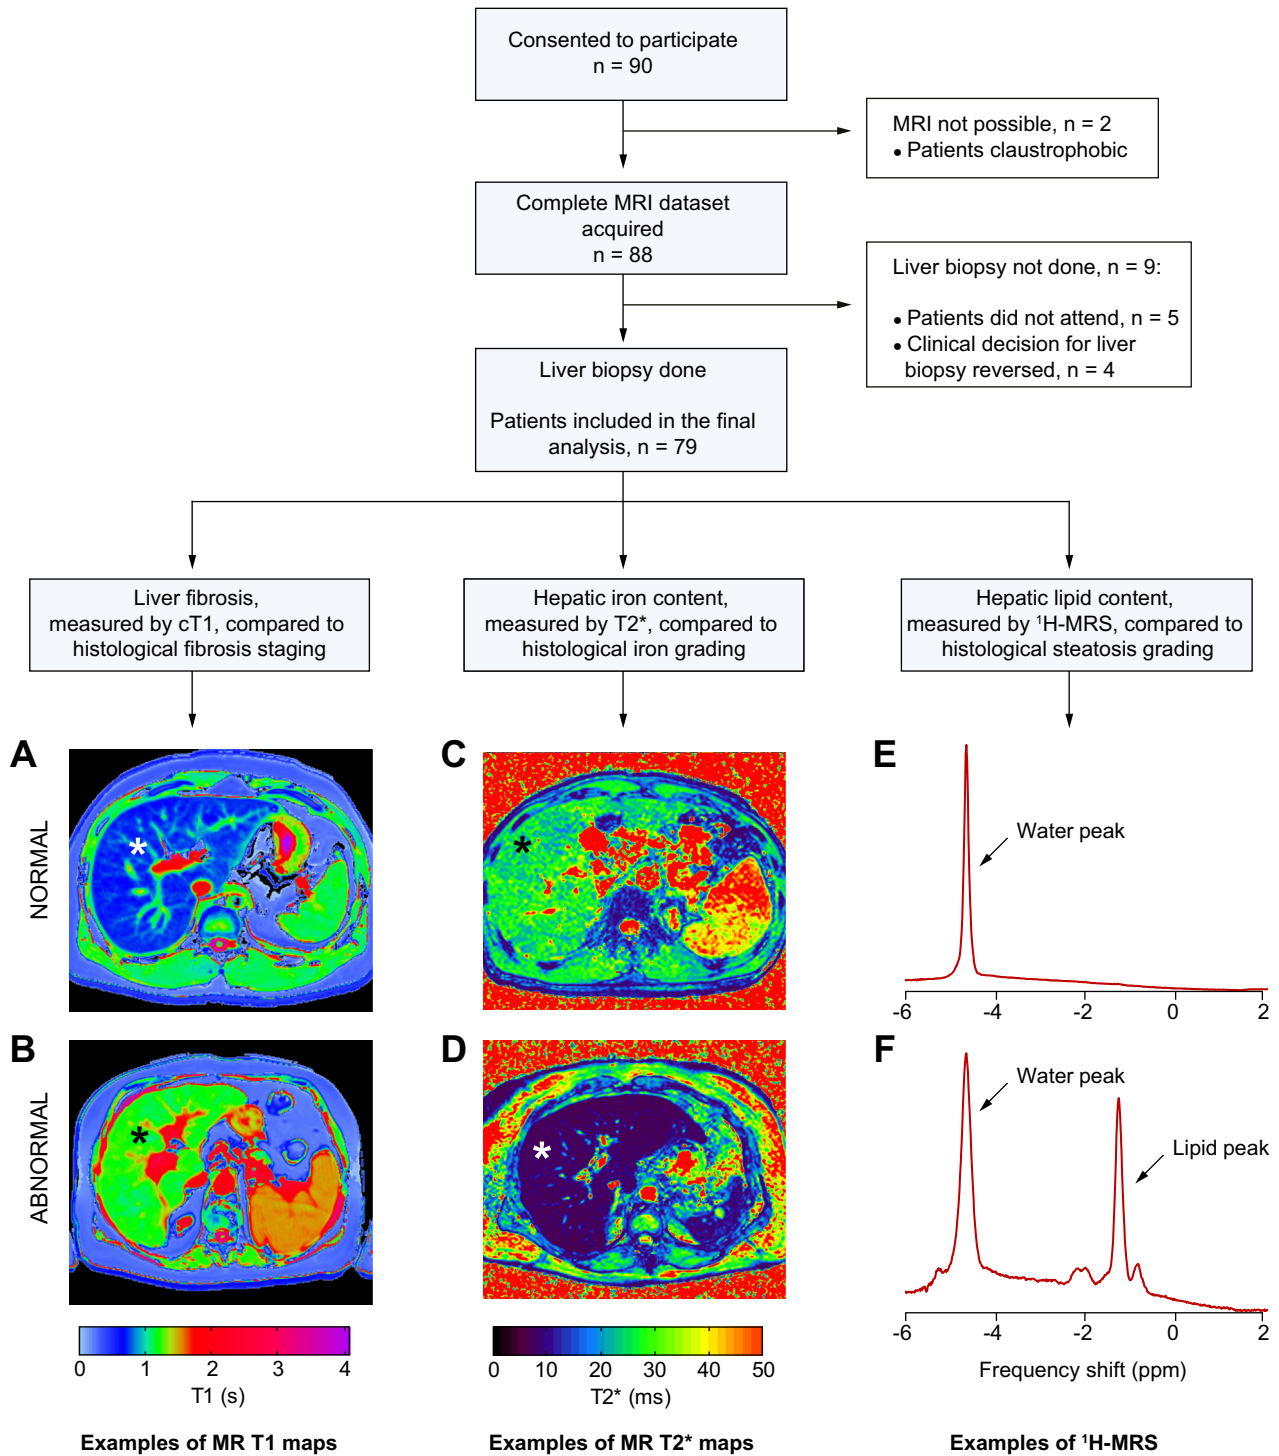 Consented to participate
n = 90
MRI not possible, n = 2
• Patients claustrophobic
Complete MRI dataset
acquired
n = 88
Liver biopsy not done, n = 9:
• Patients did not attend, n = 5
• Clinical decision for liver
biopsy reversed, n = 4
Liver biopsy done
Patients included in the final
analysis, n = 79
Liver fibrosis,
measured by cT1, compared to
histological fibrosis staging
Hepatic iron content,
measured by T2*, compared to
histological iron grading
Hepatic lipid content,
measured by ¹H-MRS, compared to
histological steatosis grading
A
C
E
NORMAL
*
*
Water peak
-6 -4 -2 0 2
B
D
F
ABNORMAL
*
*
Water peak
Lipid peak
-6 -4 -2 0 2
Frequency shift (ppm)
0 1 2 3 4
T1 (s)
0 10 20 30 40 50
T2* (ms)
Examples of MR T1 maps
Examples of MR T2* maps
Examples of ¹H-MRS